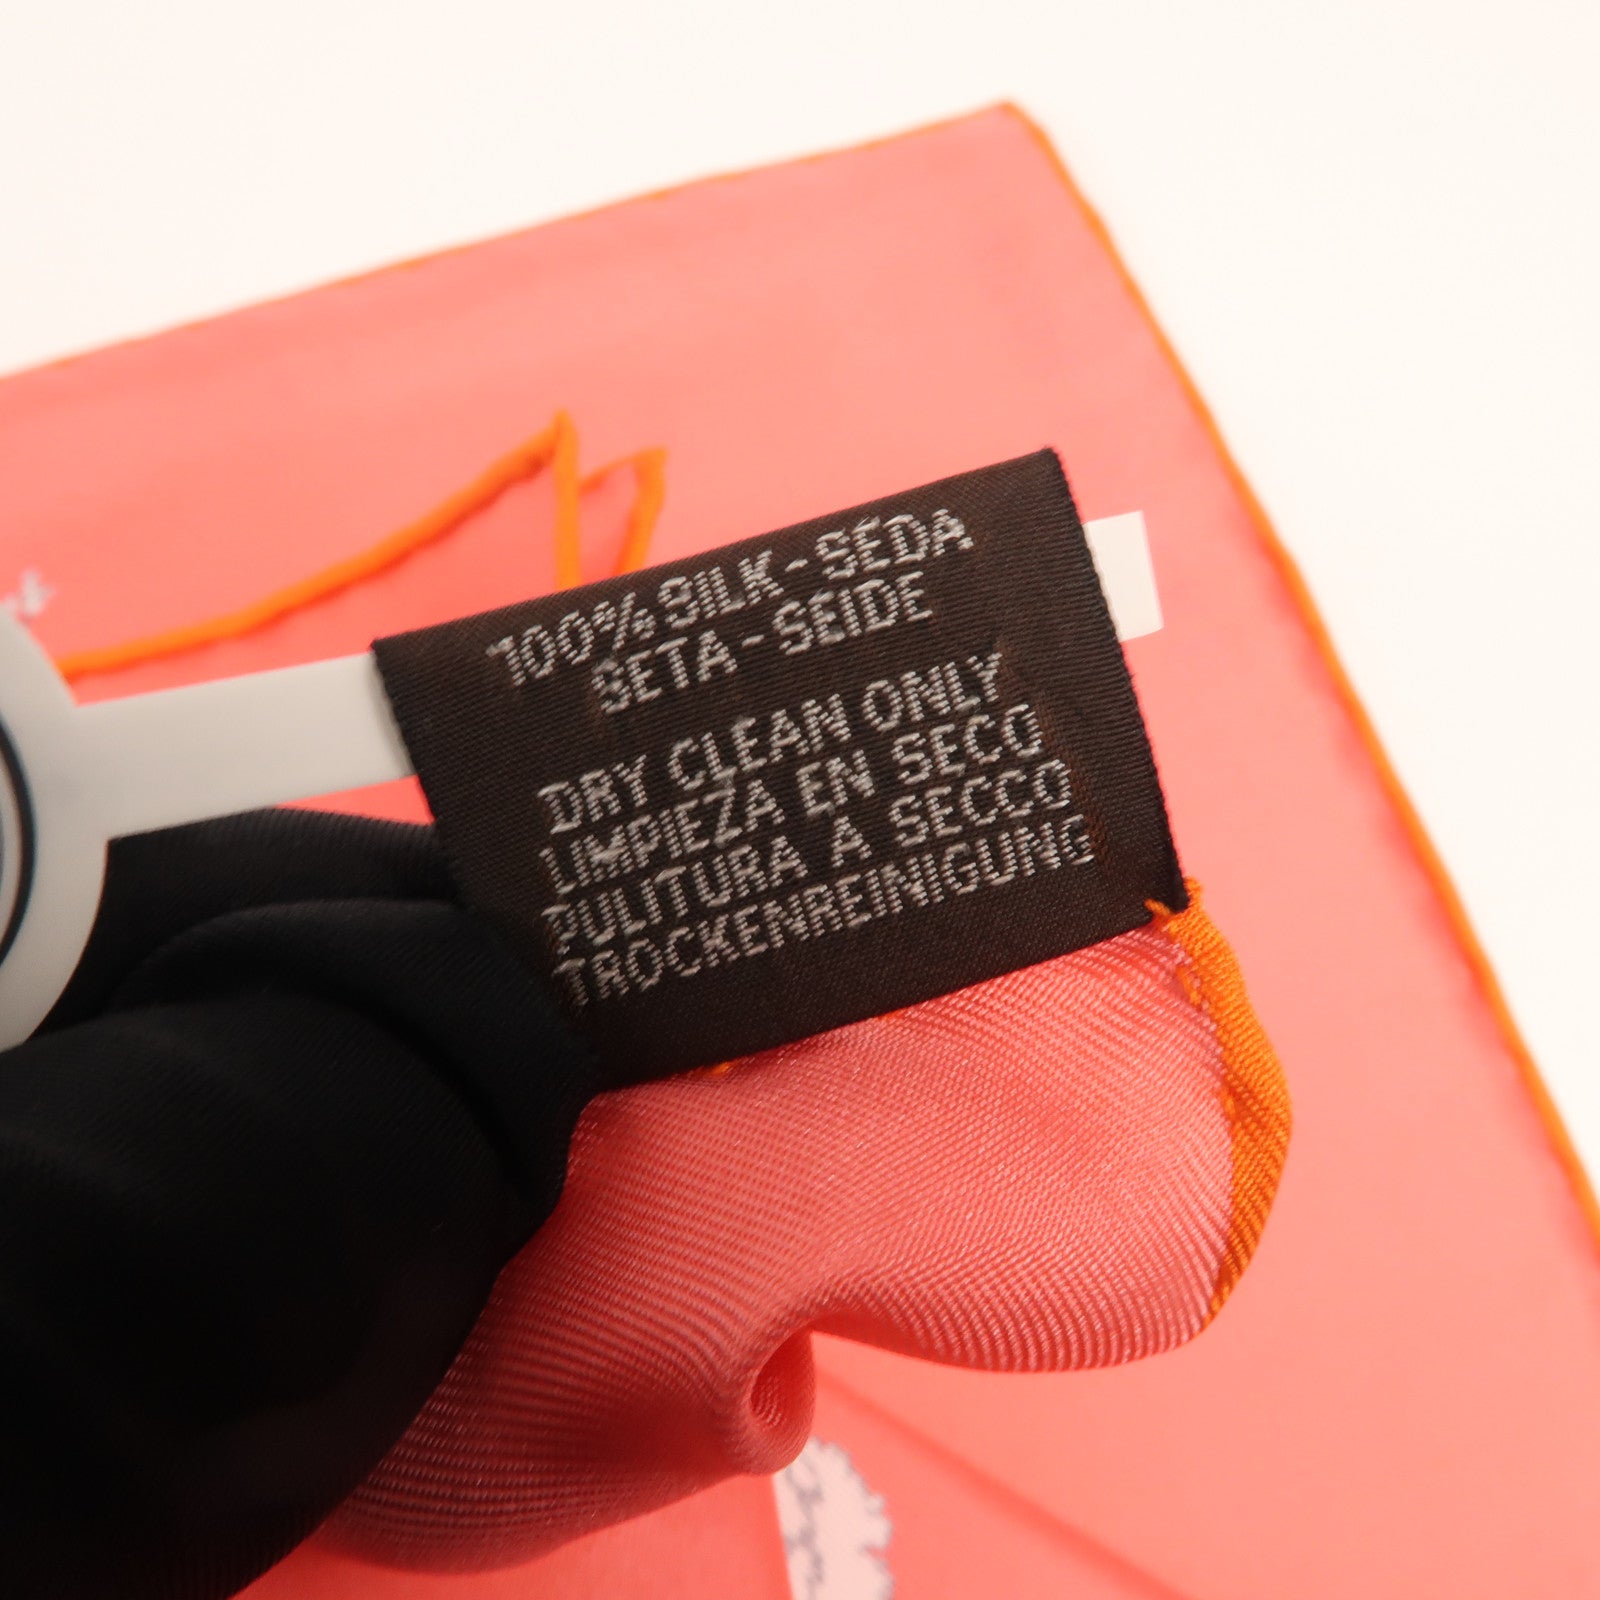 100% SILK - SEDA
SETA - SEIDE
DRY CLEAN ONLY
LIMPIEZA EN SECO
PULITURA A SECCO
TROCKENREINIGUNG